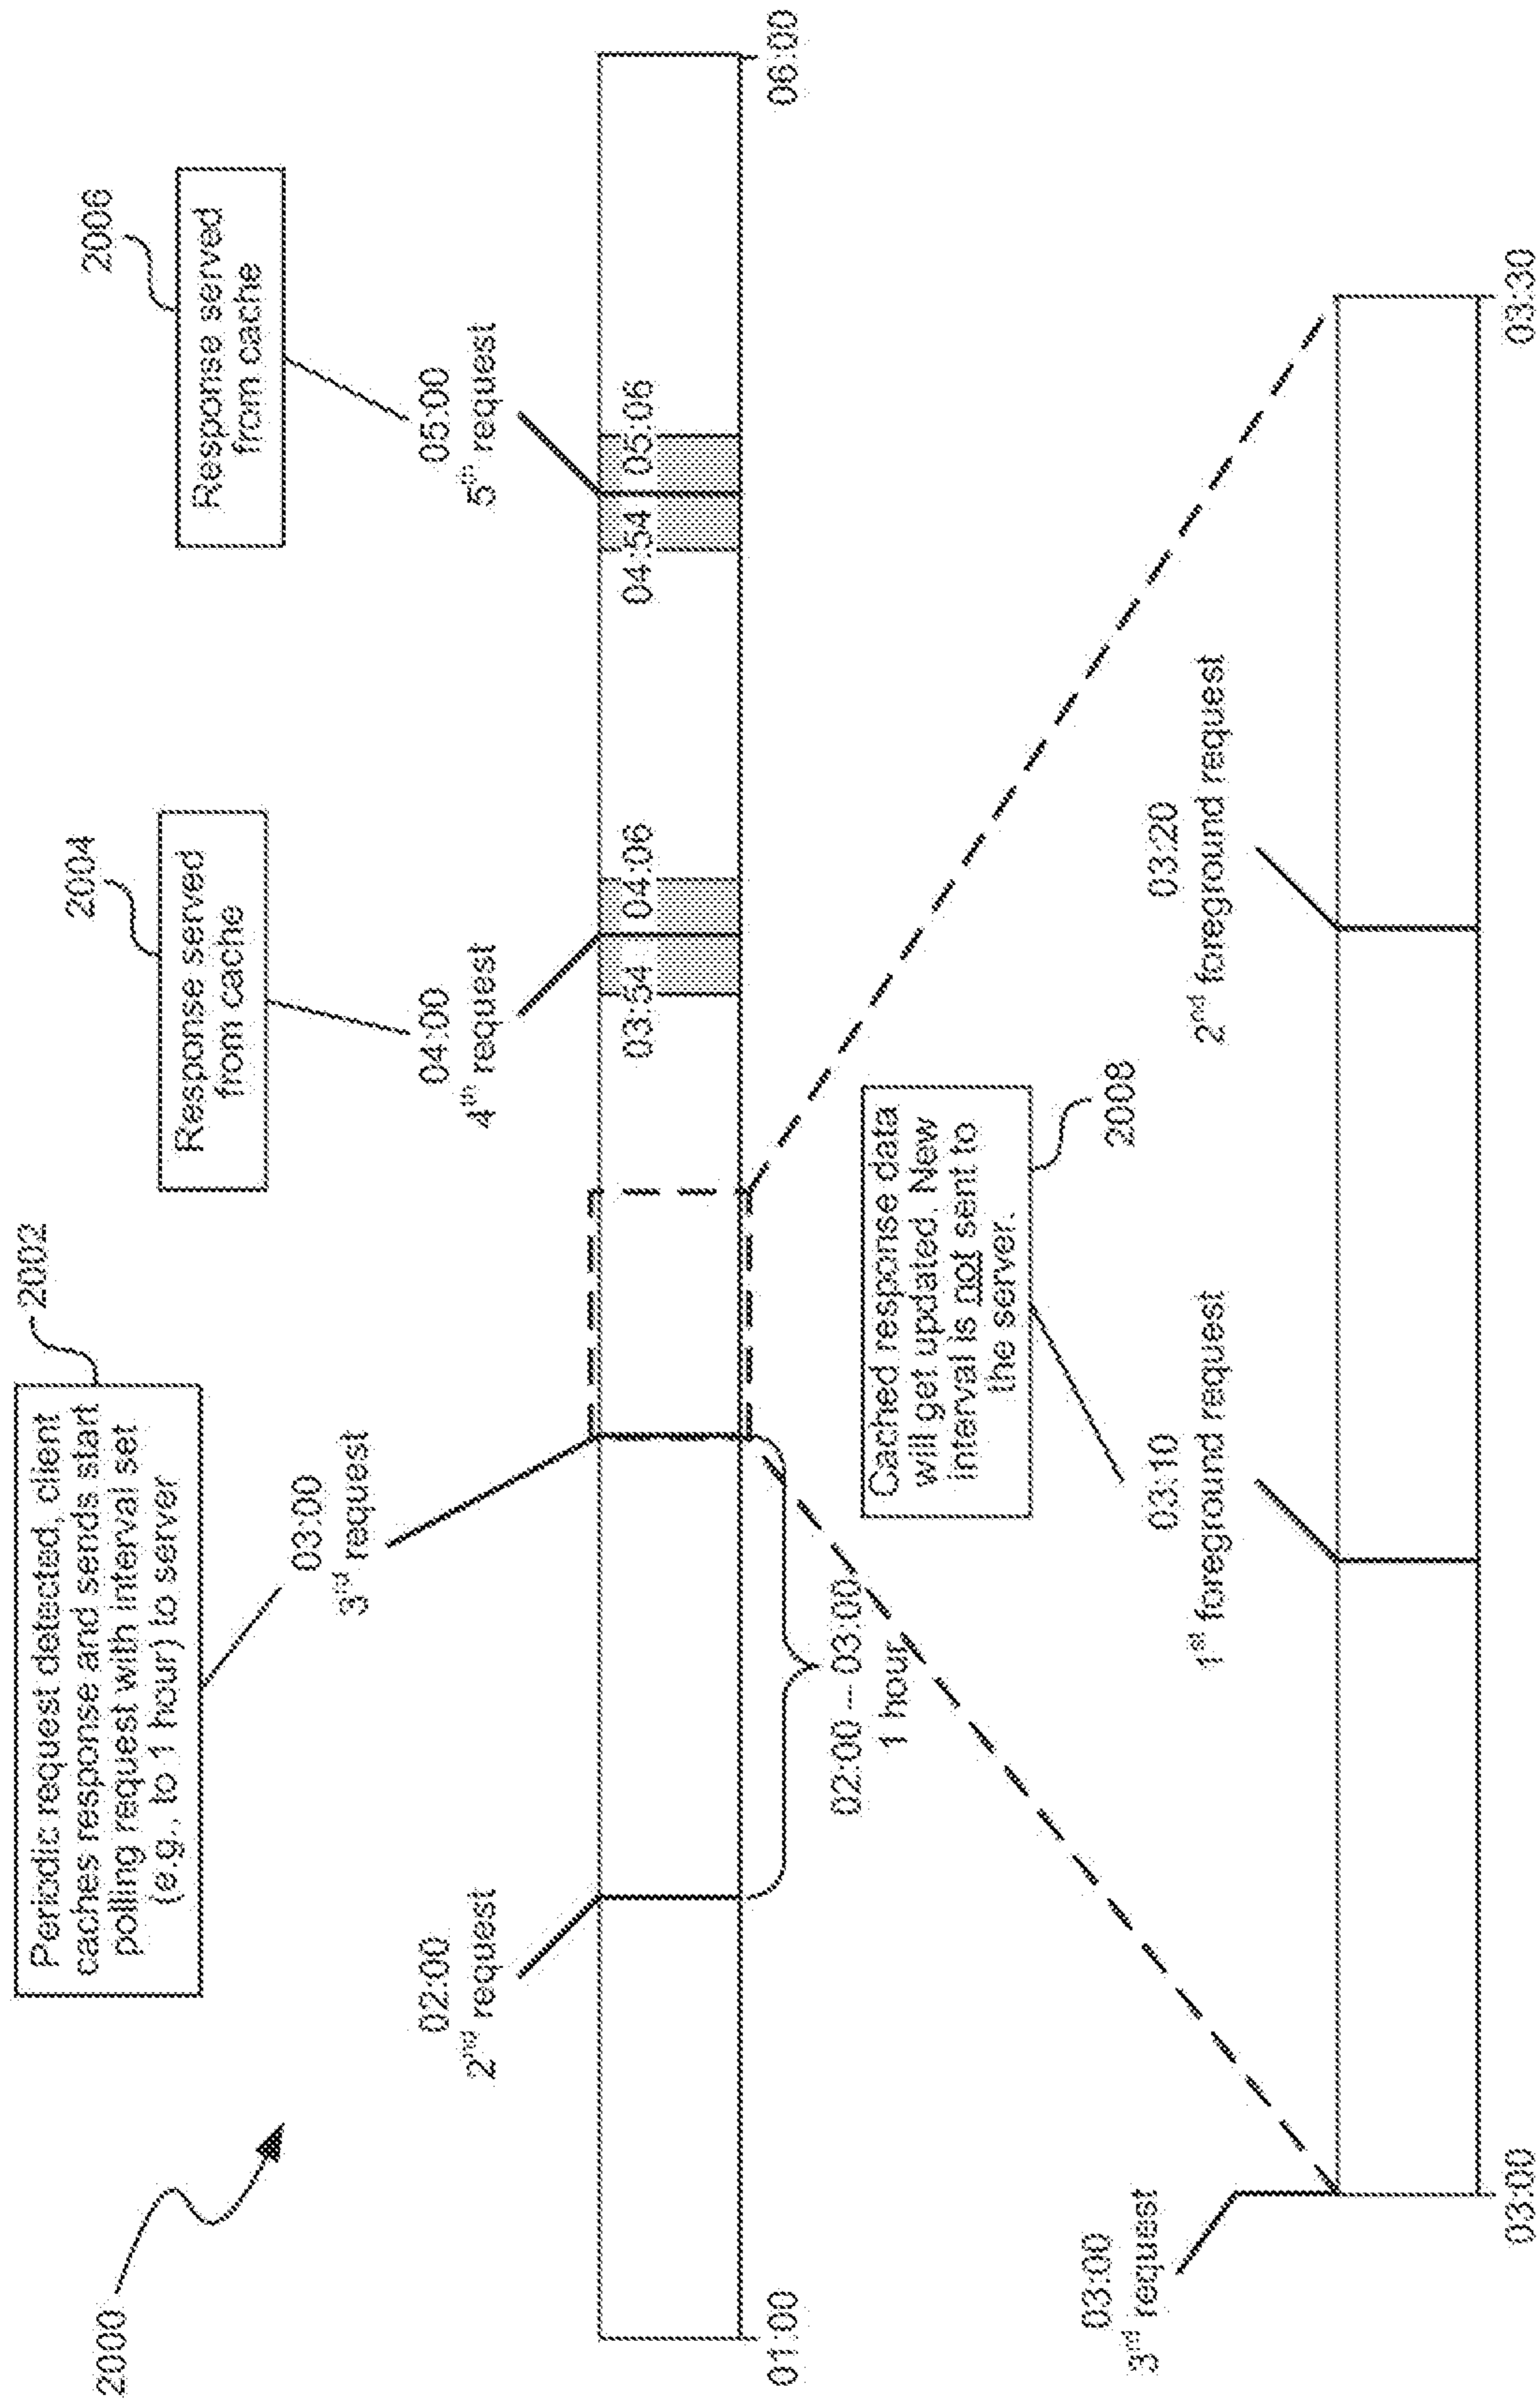 2000
Periodic request detected, client
caches response and sends start
polling request with interval set
(e.g., to 1 hour) to server
2002
03:00
3rd request
02:00
2nd request
Response served
from cache
2004
04:00
4th request
Response served
from cache
2006
05:00
5th request
03:54
04:06
04:54
05:06
01:00
06:00
02:00 – 03:00
1 hour
Cached response data
will get updated. New
interval is not sent to
the server.
2008
03:00
3rd request
03:10
1st foreground request
03:20
2nd foreground request
03:00
03:30